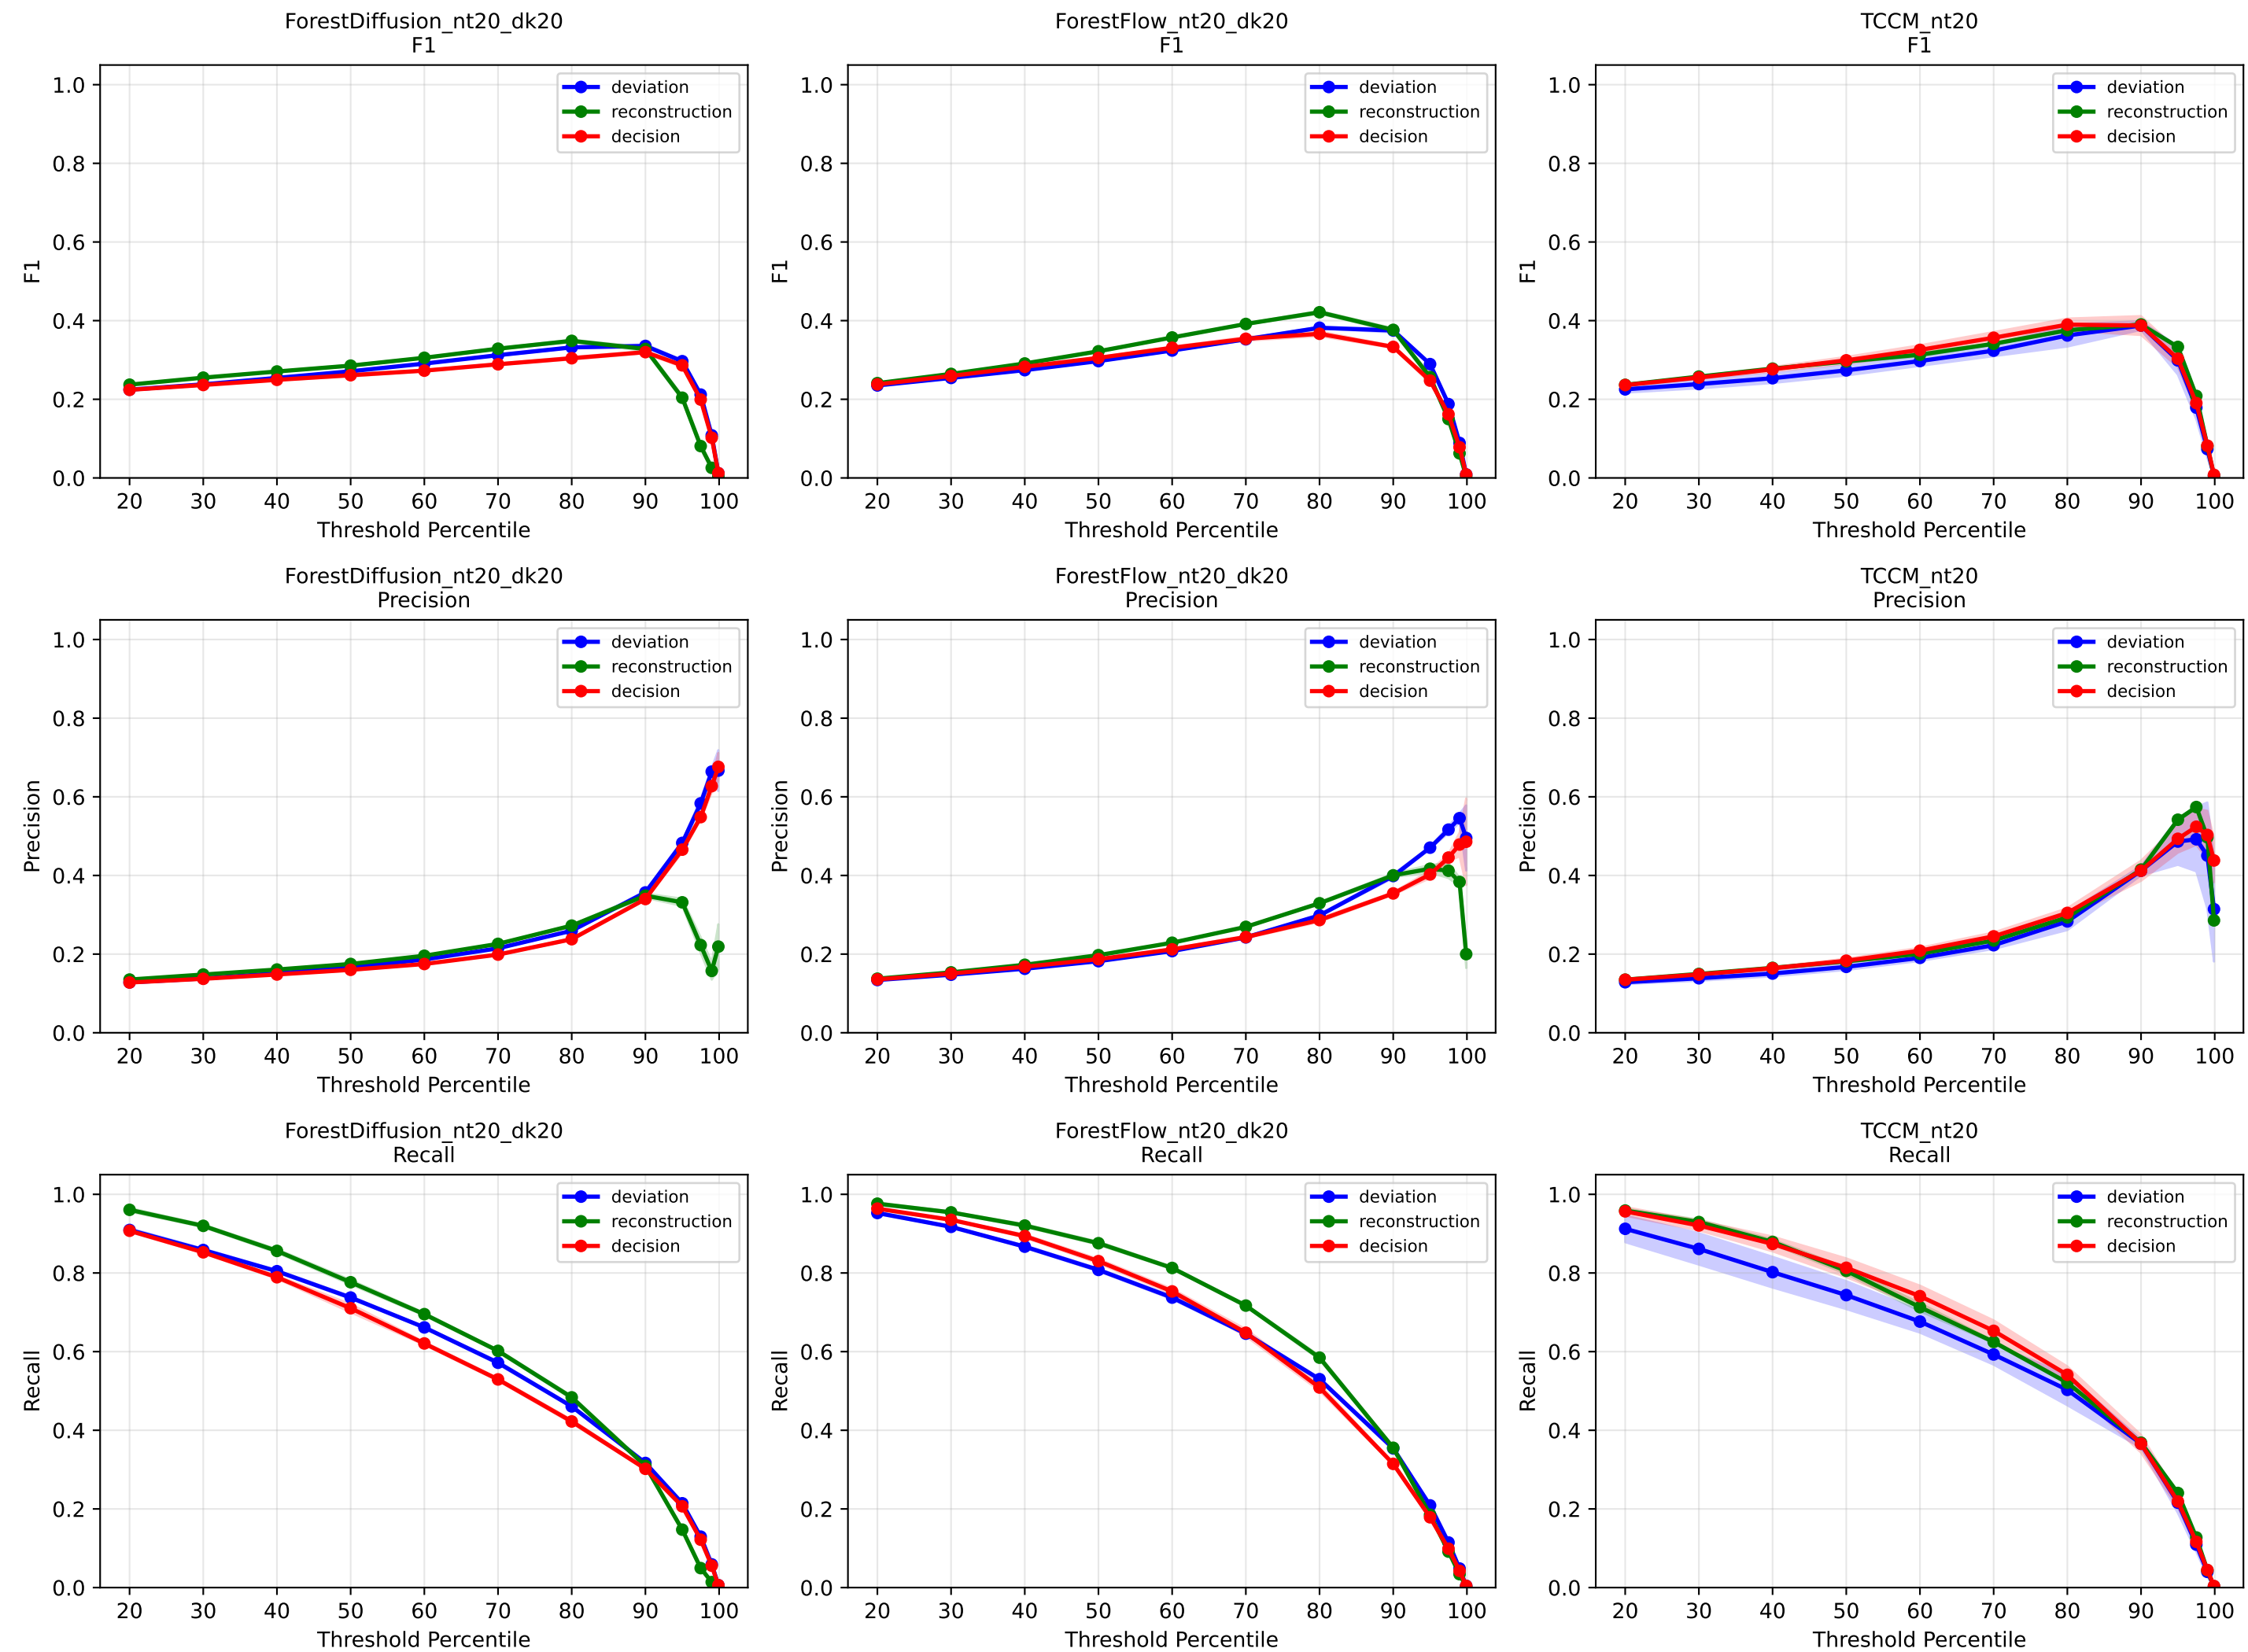 ForestDiffusion_nt20_dk20
F1
1.0
0.8
0.6
0.4
0.2
0.0
F1
20 30 40 50 60 70 80 90 100
Threshold Percentile
deviation
reconstruction
decision
ForestFlow_nt20_dk20
F1
1.0
0.8
0.6
0.4
0.2
0.0
F1
20 30 40 50 60 70 80 90 100
Threshold Percentile
deviation
reconstruction
decision
TCCM_nt20
F1
1.0
0.8
0.6
0.4
0.2
0.0
F1
20 30 40 50 60 70 80 90 100
Threshold Percentile
deviation
reconstruction
decision
ForestDiffusion_nt20_dk20
Precision
1.0
0.8
0.6
0.4
0.2
0.0
Precision
20 30 40 50 60 70 80 90 100
Threshold Percentile
deviation
reconstruction
decision
ForestFlow_nt20_dk20
Precision
1.0
0.8
0.6
0.4
0.2
0.0
Precision
20 30 40 50 60 70 80 90 100
Threshold Percentile
deviation
reconstruction
decision
TCCM_nt20
Precision
1.0
0.8
0.6
0.4
0.2
0.0
Precision
20 30 40 50 60 70 80 90 100
Threshold Percentile
deviation
reconstruction
decision
ForestDiffusion_nt20_dk20
Recall
1.0
0.8
0.6
0.4
0.2
0.0
Recall
20 30 40 50 60 70 80 90 100
Threshold Percentile
deviation
reconstruction
decision
ForestFlow_nt20_dk20
Recall
1.0
0.8
0.6
0.4
0.2
0.0
Recall
20 30 40 50 60 70 80 90 100
Threshold Percentile
deviation
reconstruction
decision
TCCM_nt20
Recall
1.0
0.8
0.6
0.4
0.2
0.0
Recall
20 30 40 50 60 70 80 90 100
Threshold Percentile
deviation
reconstruction
decision